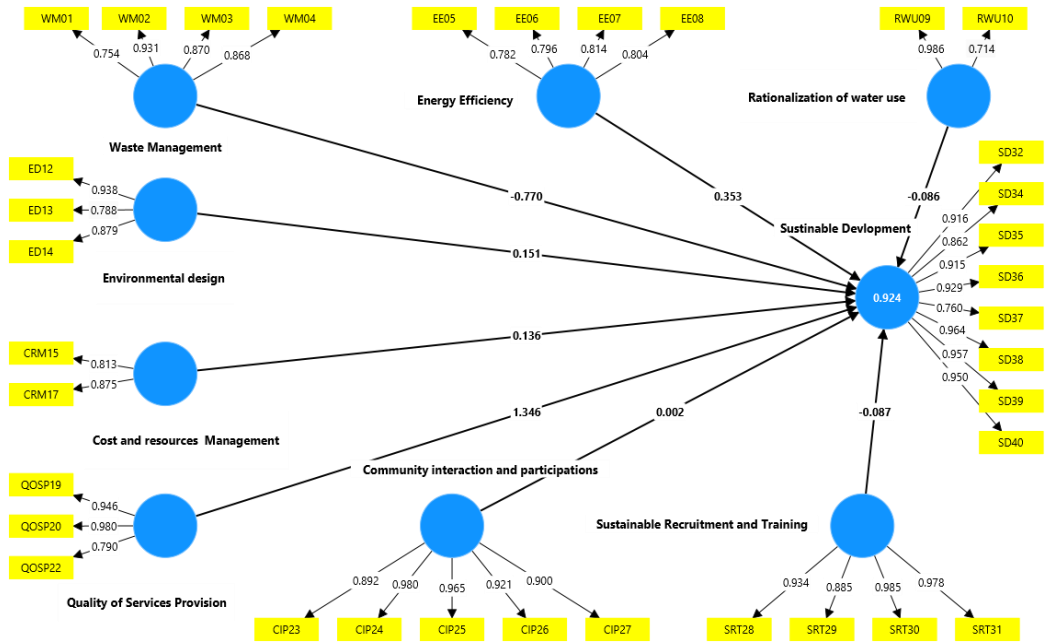 WM01
WM02
WM03
WM04
0.754
0.931
0.870
0.868
Waste Management
EE05
EE06
EE07
EE08
0.782
0.796
0.814
0.804
Energy Efficiency
RWU09
RWU10
0.986
0.714
Rationalization of water use
ED12
ED13
ED14
0.938
0.788
0.879
Environmental design
-0.770
0.353
-0.086
0.151
Sustinable Devlopment
0.924
SD32
SD34
SD35
SD36
SD37
SD38
SD39
SD40
0.916
0.862
0.915
0.929
0.760
0.964
0.957
0.950
CRM15
CRM17
0.813
0.875
Cost and resources Management
0.136
1.346
0.002
-0.087
QOSP19
QOSP20
QOSP22
0.946
0.980
0.790
Quality of Services Provision
Community interaction and participations
0.892
0.980
0.965
0.921
0.900
CIP23
CIP24
CIP25
CIP26
CIP27
Sustainable Recruitment and Training
0.934
0.885
0.985
0.978
SRT28
SRT29
SRT30
SRT31